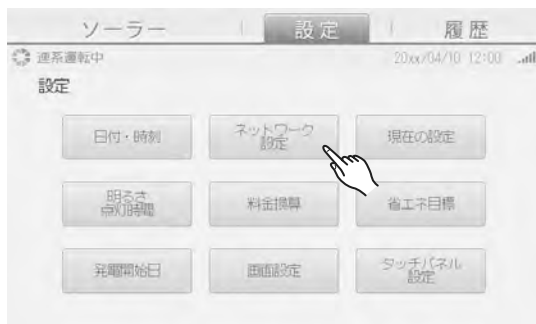 ソーラー 設定 履歴
連系運転中 20xx/04/10 12:00
設定
日付・時刻 ネットワーク
設定 現在の設定
明るさ
点灯時間 料金換算 省エネ目標
発電開始日 画面設定 タッチパネル
設定